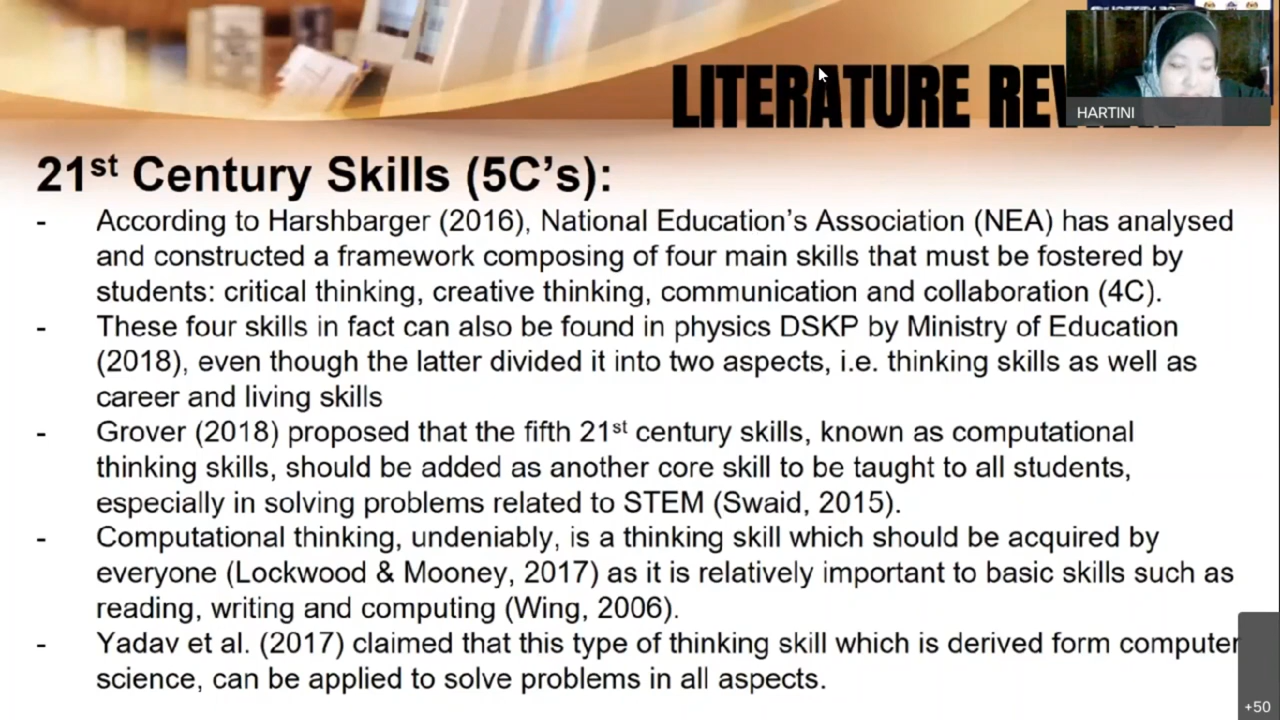 LITERATURE REV
HARTINI
21st Century Skills (5C's):
- According to Harshbarger (2016), National Education's Association (NEA) has analysed
and constructed a framework composing of four main skills that must be fostered by
students: critical thinking, creative thinking, communication and collaboration (4C).
- These four skills in fact can also be found in physics DSKP by Ministry of Education
(2018), even though the latter divided it into two aspects, i.e. thinking skills as well as
career and living skills
- Grover (2018) proposed that the fifth 21st century skills, known as computational
thinking skills, should be added as another core skill to be taught to all students,
especially in solving problems related to STEM (Swaid, 2015).
- Computational thinking, undeniably, is a thinking skill which should be acquired by
everyone (Lockwood & Mooney, 2017) as it is relatively important to basic skills such as
reading, writing and computing (Wing, 2006).
- Yadav et al. (2017) claimed that this type of thinking skill which is derived form computer
science, can be applied to solve problems in all aspects.
+50